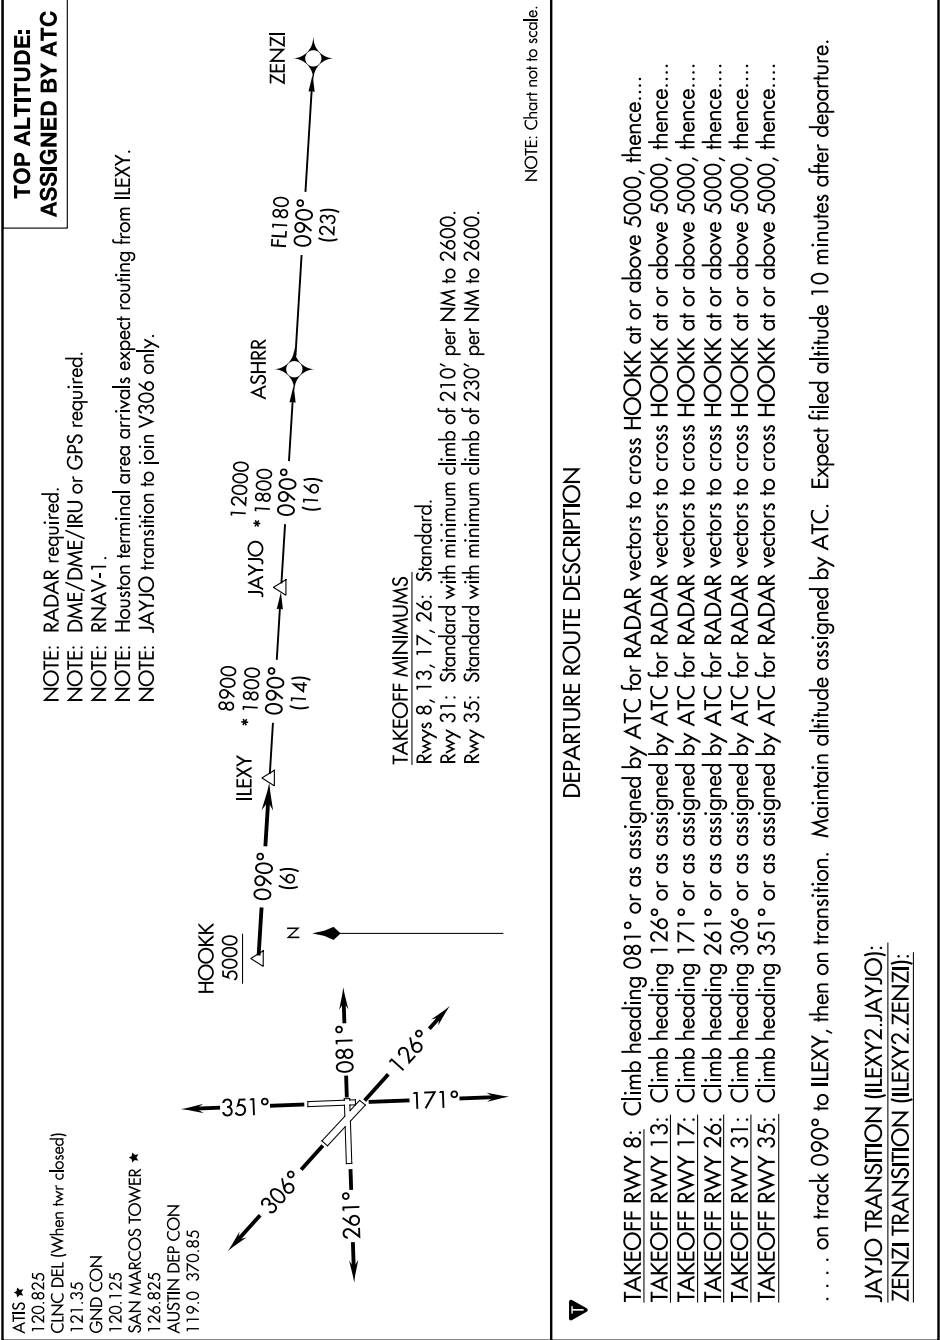 TOP ALTITUDE:
ASSIGNED BY ATC
ATIS ★
120.825
CLNC DEL (When twr closed)
121.35
GND CON
120.125
SAN MARCOS TOWER ★
126.825
AUSTIN DEP CON
119.0 370.85
NOTE: RADAR required.
NOTE: DME/DME/IRU or GPS required.
NOTE: RNAV-1.
NOTE: Houston terminal area arrivals expect routing from ILEXY.
NOTE: JAYJO transition to join V306 only.
351°
306°
261°
081°
126°
171°
HOOKK
5000
N
090°
(6)
ILEXY
8900
* 1800
090°
(14)
JAYJO
12000
* 1800
090°
(16)
ASHRR
FL180
090°
(23)
ZENZI
TAKEOFF MINIMUMS
Rwys 8, 13, 17, 26: Standard.
Rwy 31: Standard with minimum climb of 210' per NM to 2600.
Rwy 35: Standard with minimum climb of 230' per NM to 2600.
NOTE: Chart not to scale.
DEPARTURE ROUTE DESCRIPTION
T
TAKEOFF RWY 8: Climb heading 081° or as assigned by ATC for RADAR vectors to cross HOOKK at or above 5000, thence....
TAKEOFF RWY 13: Climb heading 126° or as assigned by ATC for RADAR vectors to cross HOOKK at or above 5000, thence....
TAKEOFF RWY 17: Climb heading 171° or as assigned by ATC for RADAR vectors to cross HOOKK at or above 5000, thence....
TAKEOFF RWY 26: Climb heading 261° or as assigned by ATC for RADAR vectors to cross HOOKK at or above 5000, thence....
TAKEOFF RWY 31: Climb heading 306° or as assigned by ATC for RADAR vectors to cross HOOKK at or above 5000, thence....
TAKEOFF RWY 35: Climb heading 351° or as assigned by ATC for RADAR vectors to cross HOOKK at or above 5000, thence....
. . . . on track 090° to ILEXY, then on transition. Maintain altitude assigned by ATC. Expect filed altitude 10 minutes after departure.
JAYJO TRANSITION (ILEXY2.JAYJO):
ZENZI TRANSITION (ILEXY2.ZENZI):